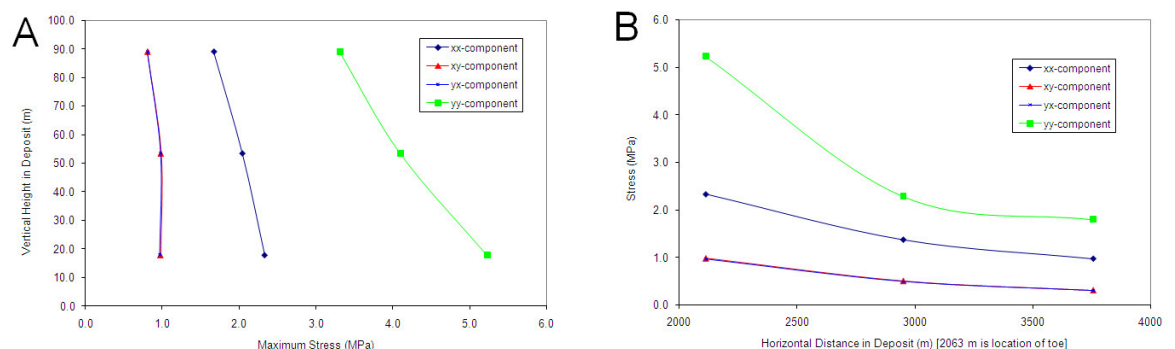 A
100.0
90.0
80.0
70.0
60.0
50.0
40.0
30.0
20.0
10.0
0.0
Vertical Height in Deposit (m)
0.0 1.0 2.0 3.0 4.0 5.0 6.0
Maximum Stress (MPa)
xx-component
xy-component
yx-component
yy-component
B
6.0
5.0
4.0
3.0
2.0
1.0
0.0
Stress (MPa)
2000 2500 3000 3500 4000
Horizontal Distance in Deposit (m) [2063 m is location of toe]
xx-component
xy-component
yx-component
yy-component